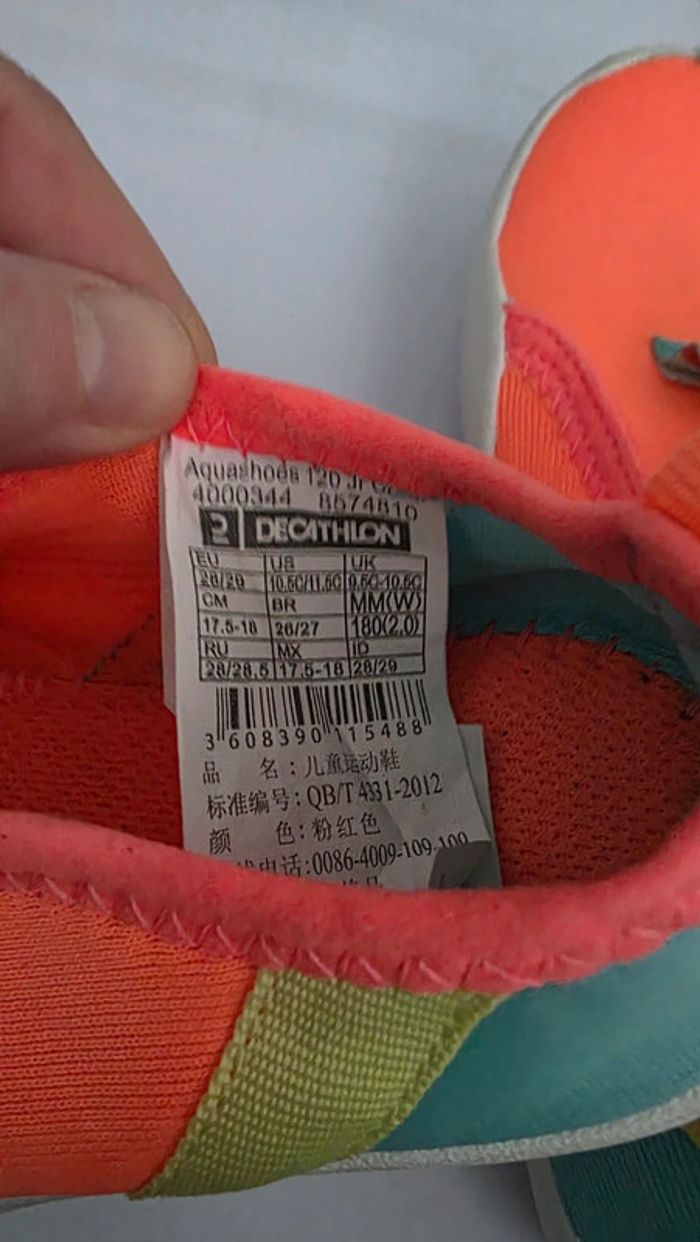 Aquashoes 120 Jr
4000344 8574810
DECATHLON
EU US UK
28/29 10.5C/11.5C 9.5C-10.5C
CM BR MM(W)
17.5-18 26/27 180(2,0)
RU MX ID
28/28,5 17.5-18 28/29
3 608390 115488
品 名：儿童运动鞋
标准编号：QB/T 4331-2012
颜 色：粉红色
电话：0086-4009-109-109